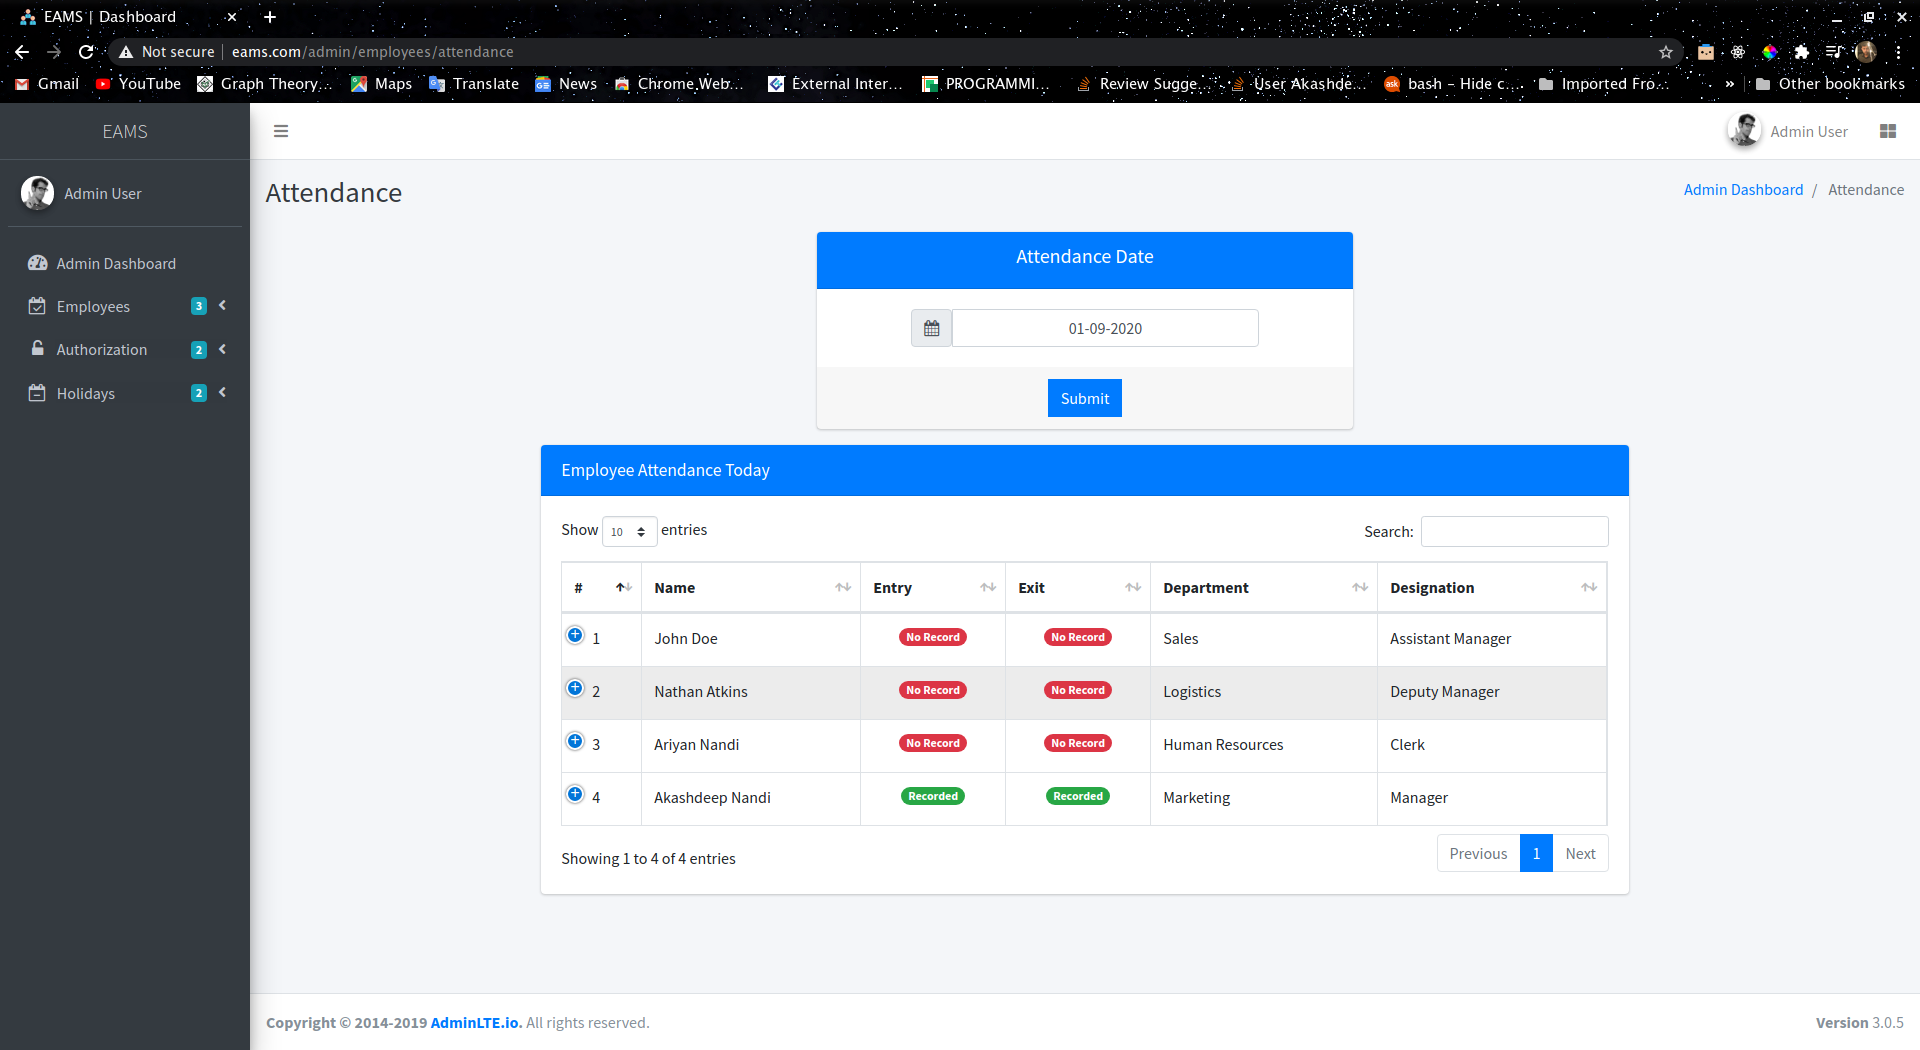 EAMS | Dashboard
Not secure | eams.com/admin/employees/attendance
Gmail YouTube Graph Theory... Maps Translate News Chrome Web... External Inter... PROGRAMMI... Review Sugge... User Akashde... ask bash - Hide c... Imported Fro... » Other bookmarks
EAMS
Admin User
Admin User
Admin Dashboard
Employees 3
Authorization 2
Holidays 2
Attendance
Admin Dashboard / Attendance
Attendance Date
01-09-2020
Submit
Employee Attendance Today
Show 10 entries
Search:
# Name Entry Exit Department Designation
1 John Doe No Record No Record Sales Assistant Manager
2 Nathan Atkins No Record No Record Logistics Deputy Manager
3 Ariyan Nandi No Record No Record Human Resources Clerk
4 Akashdeep Nandi Recorded Recorded Marketing Manager
Showing 1 to 4 of 4 entries
Previous 1 Next
Copyright © 2014-2019 AdminLTE.io. All rights reserved.
Version 3.0.5